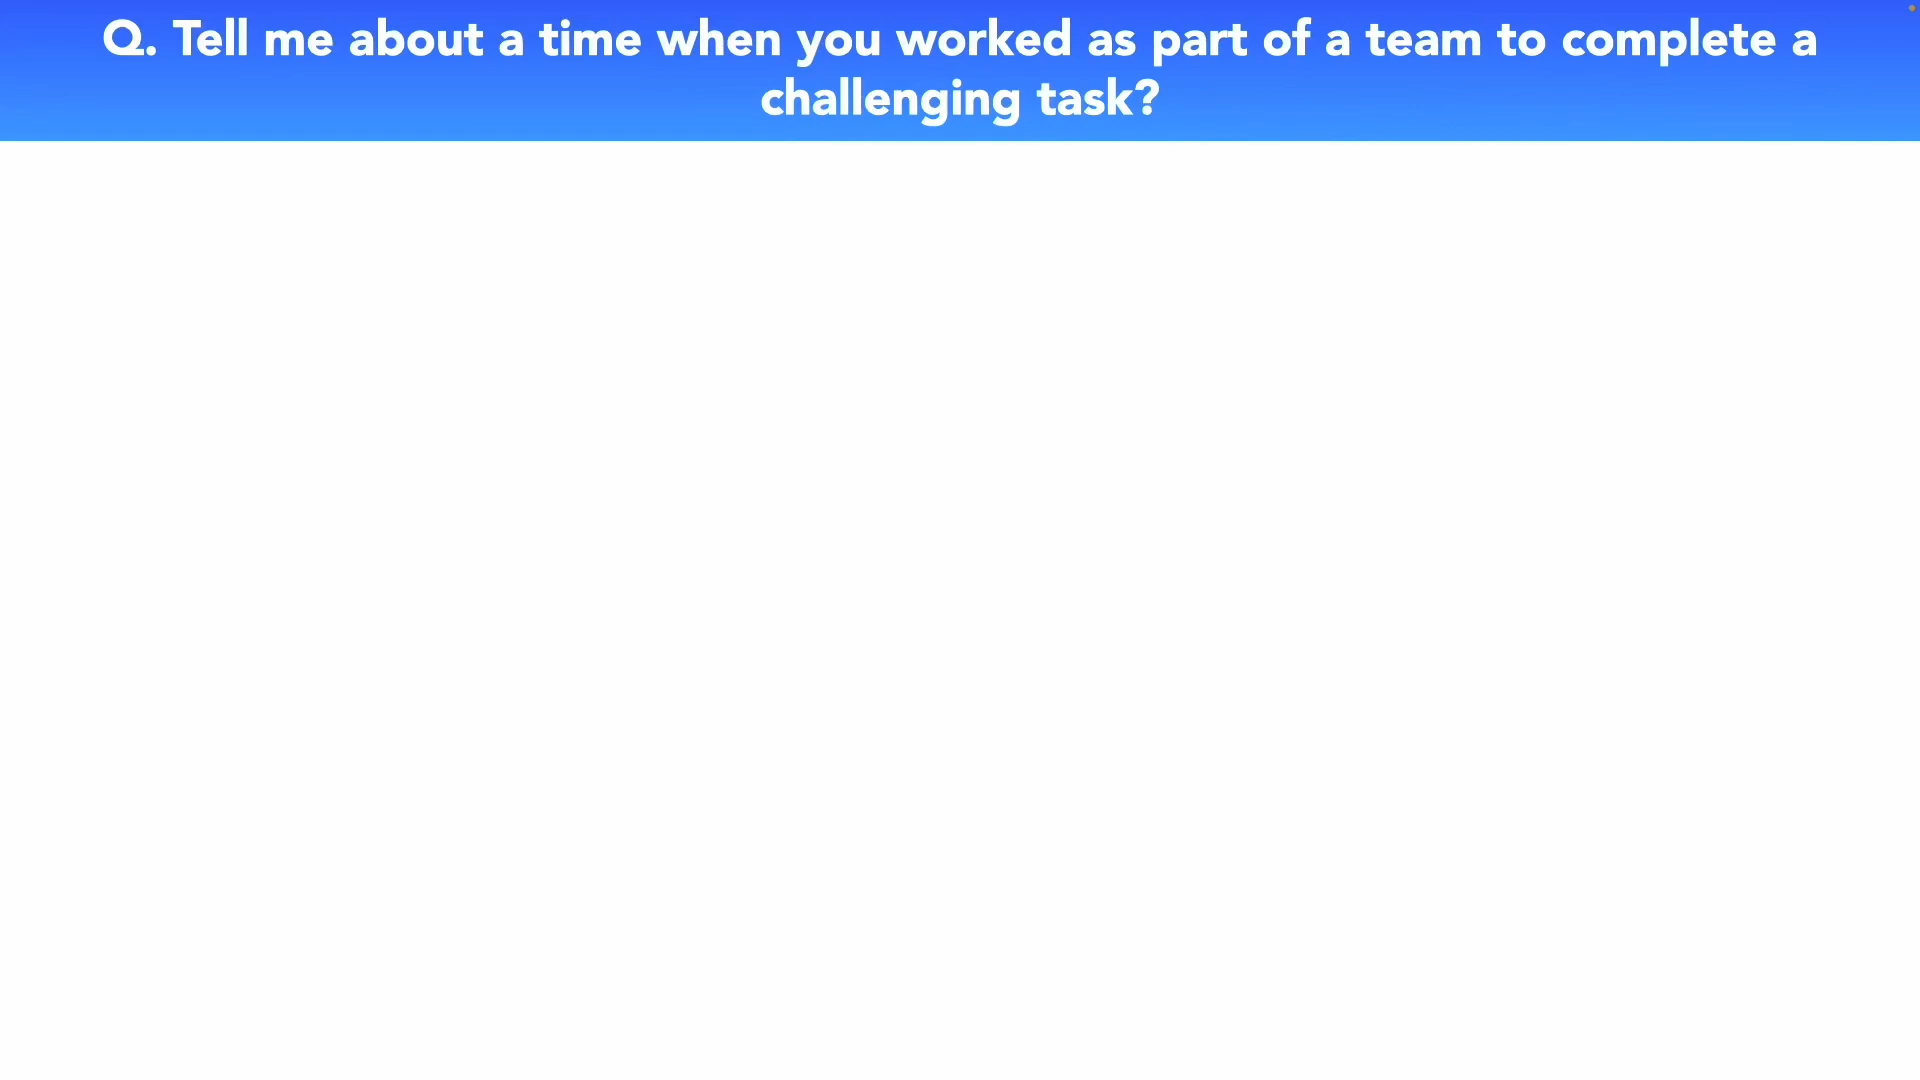 Q. Tell me about a time when you worked as part of a team to complete a
challenging task?